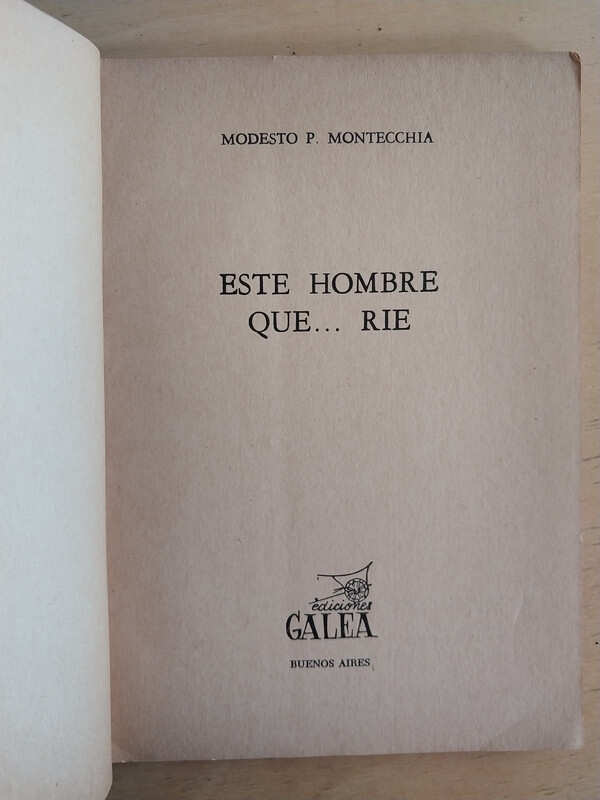 MODESTO P. MONTECCHIA
ESTE HOMBRE
QUE... RIE
ediciones
GALEA
BUENOS AIRES